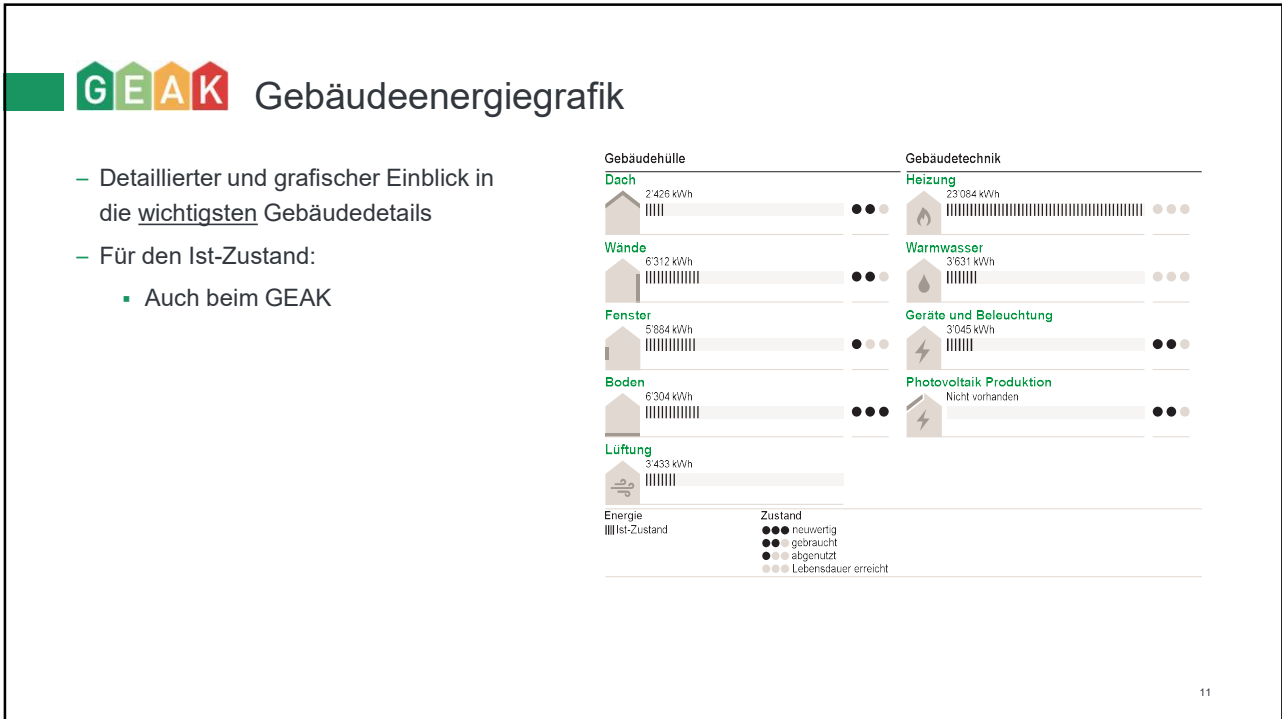 GEAK Gebäudeenergiegrafik
– Detaillierter und grafischer Einblick in
die wichtigsten Gebäudedetails
– Für den Ist-Zustand:
▪ Auch beim GEAK
Gebäudehülle
Dach
2'426 kWh
Wände
6'312 kWh
Fenster
5'884 kWh
Boden
6'304 kWh
Lüftung
3'433 kWh
Gebäudetechnik
Heizung
23'084 kWh
Warmwasser
3'631 kWh
Geräte und Beleuchtung
3'045 kWh
Photovoltaik Produktion
Nicht vorhanden
Energie
Ist-Zustand
Zustand
neuwertig
gebraucht
abgenutzt
Lebensdauer erreicht
11